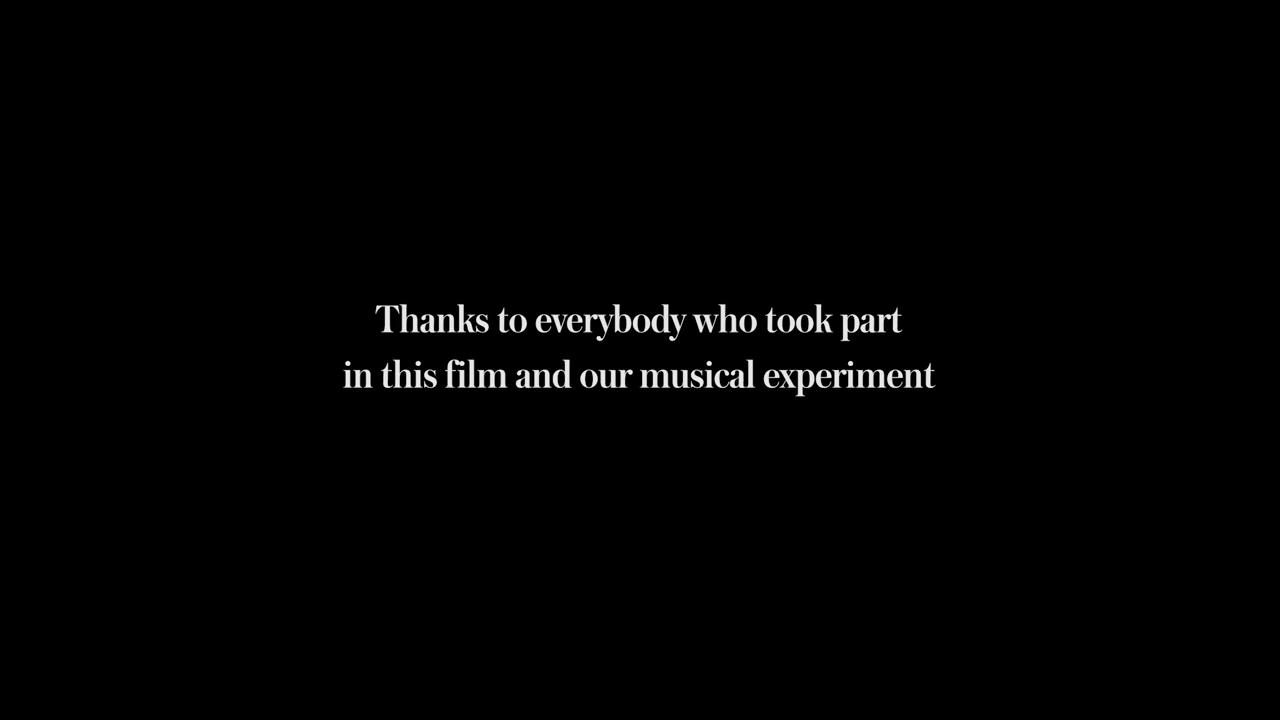 Thanks to everybody who took part
in this film and our musical experiment